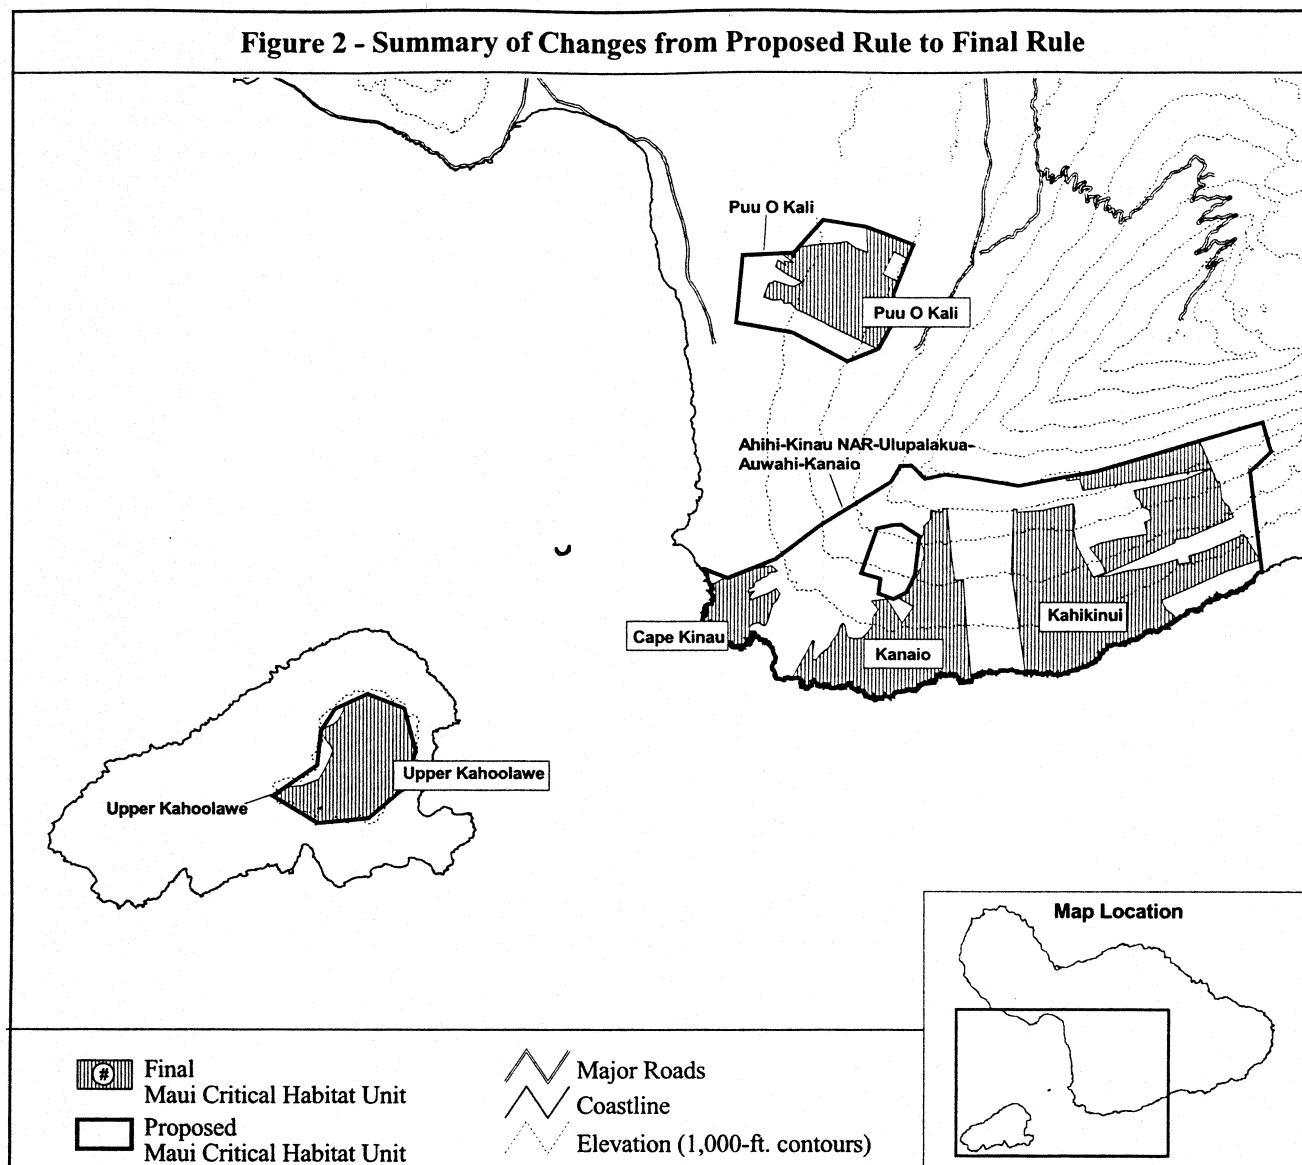 Figure 2 - Summary of Changes from Proposed Rule to Final Rule
Puu O Kali
Puu O Kali
Ahihi-Kinau NAR-Ulupalakua-
Auwahi-Kanaio
Cape Kinau
Kanaio
Kahikinui
Upper Kahoolawe
Upper Kahoolawe
Map Location
#
Final
Maui Critical Habitat Unit
Proposed
Maui Critical Habitat Unit
Major Roads
Coastline
Elevation (1,000-ft. contours)